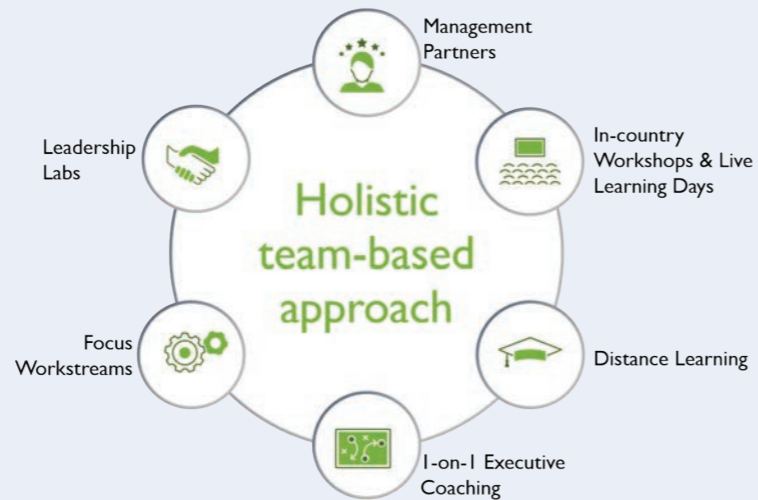 Management
Partners
In-country
Workshops & Live
Learning Days
Distance Learning
1-on-1 Executive
Coaching
Focus
Workstreams
Leadership
Labs
Holistic
team-based
approach